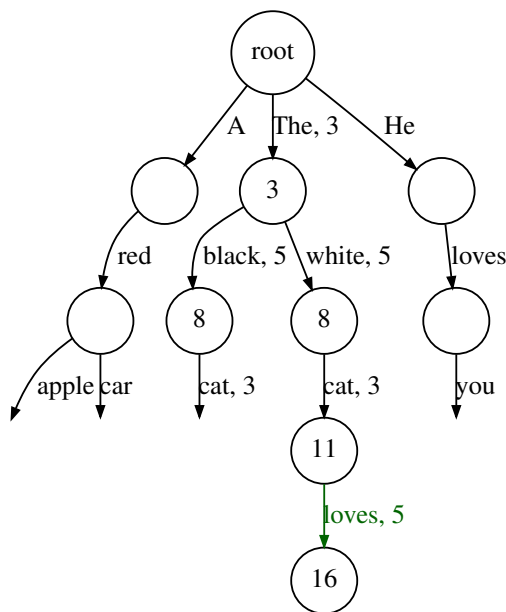 root
A
The, 3
He
3
red
black, 5
white, 5
loves
8
8
apple
car
cat, 3
cat, 3
you
11
loves, 5
16